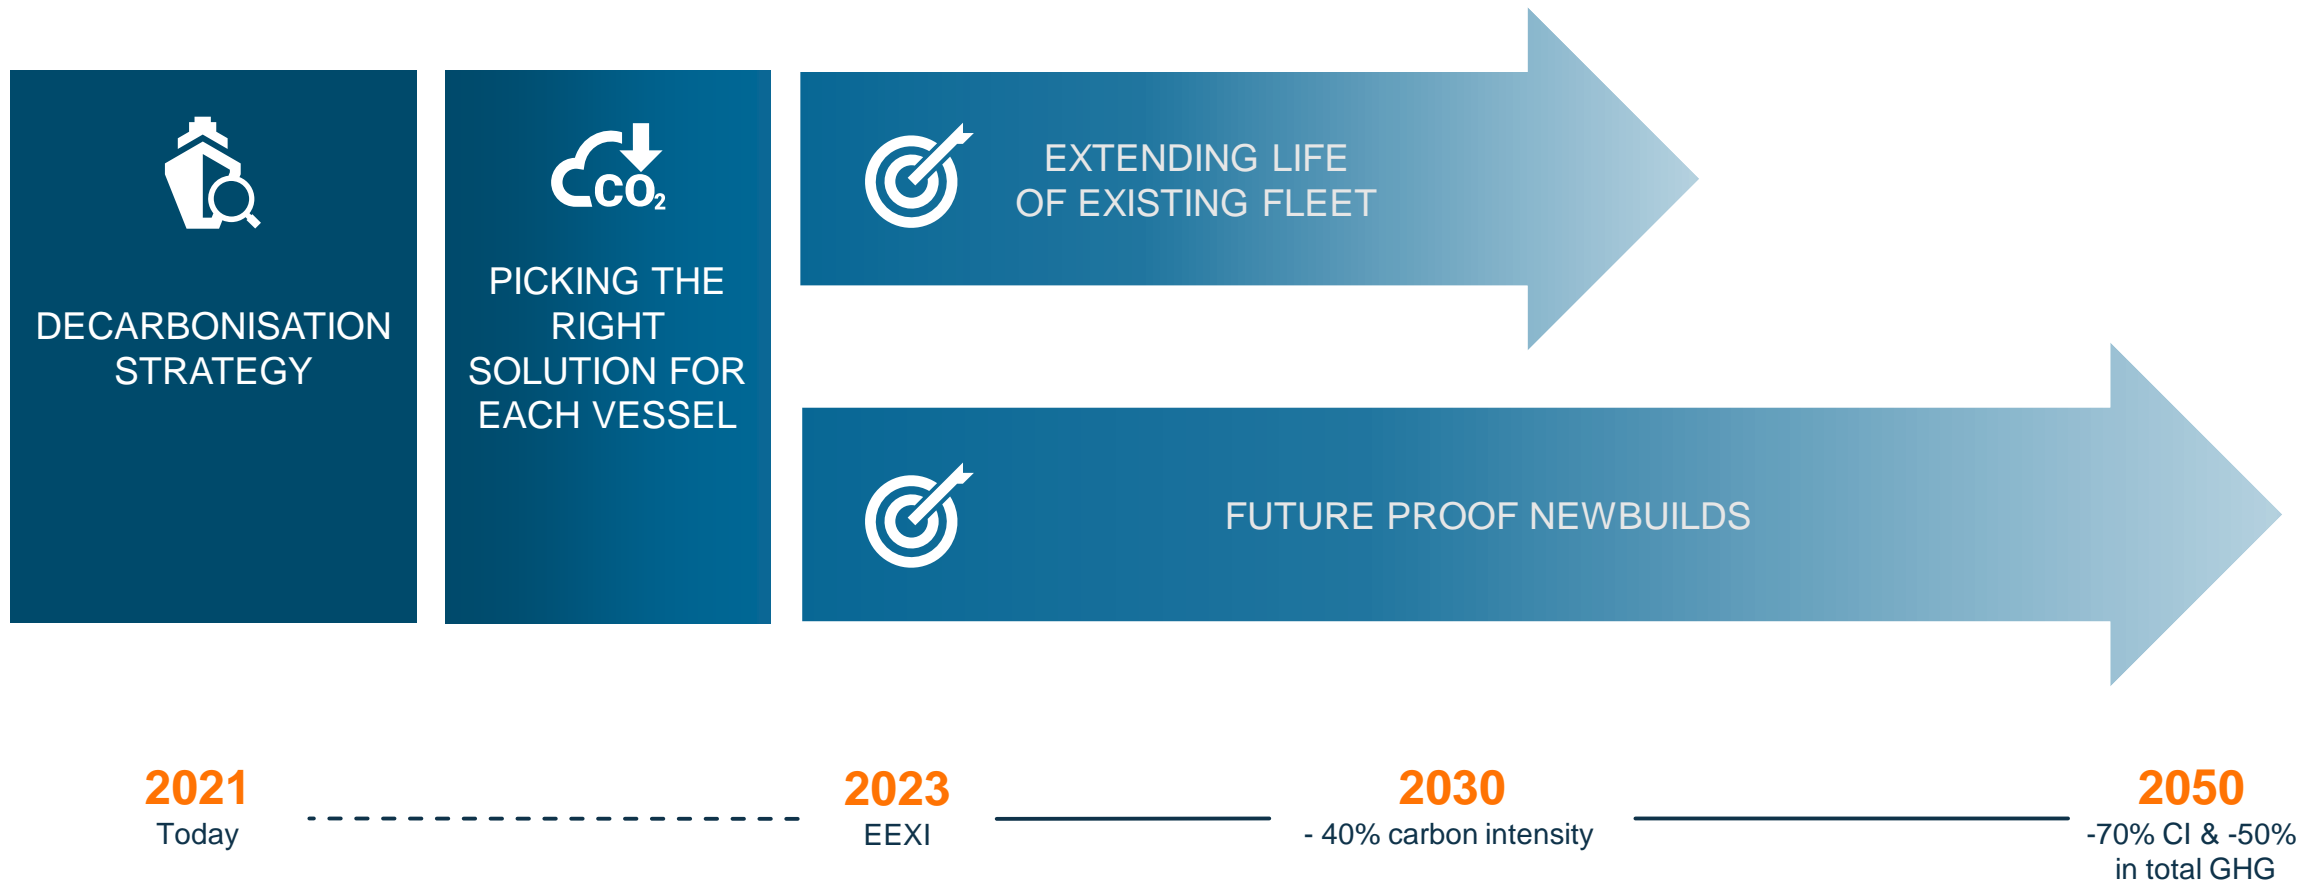 DECARBONISATION
STRATEGY
CO₂
PICKING THE
RIGHT
SOLUTION FOR
EACH VESSEL
EXTENDING LIFE
OF EXISTING FLEET
FUTURE PROOF NEWBUILDS
2021
Today
2023
EEXI
2030
- 40% carbon intensity
2050
-70% CI & -50%
in total GHG